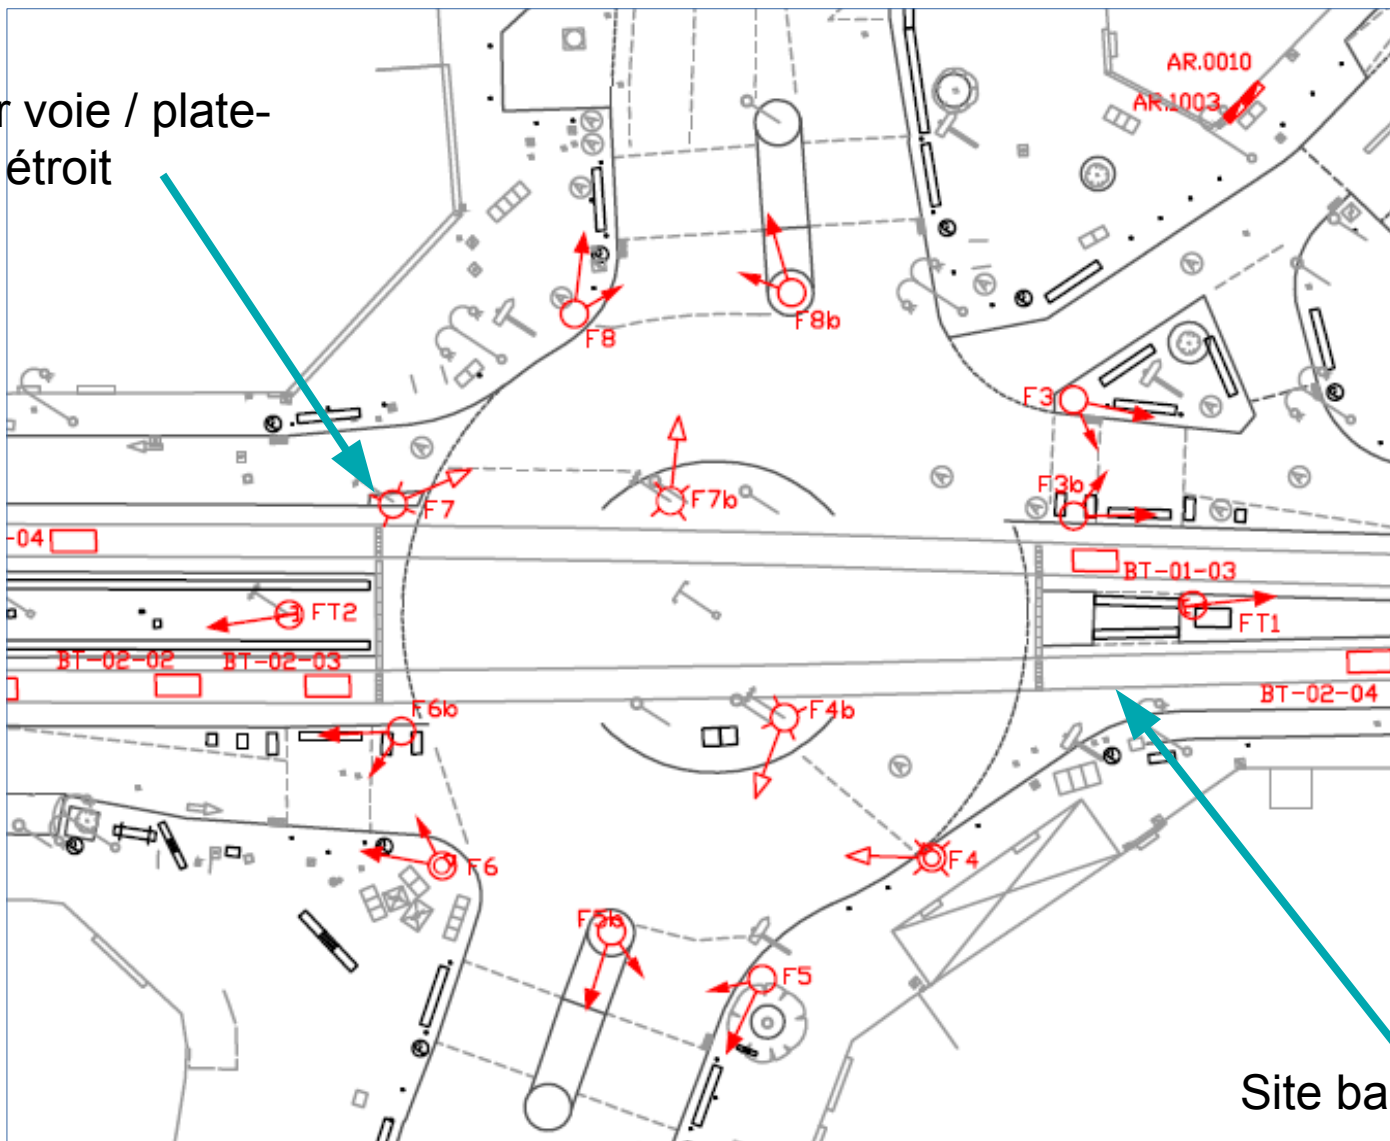 AR.0010
r voie / plate-
AR.1003
étroit
F8b
F8
F3
F3b
F7b
F7
-04
BT-01-03
FT2
FT1
BT-02-02
BT-02-03
BT-02-04
F6b
F4b
F4
F6
F5b
F5
Site ba